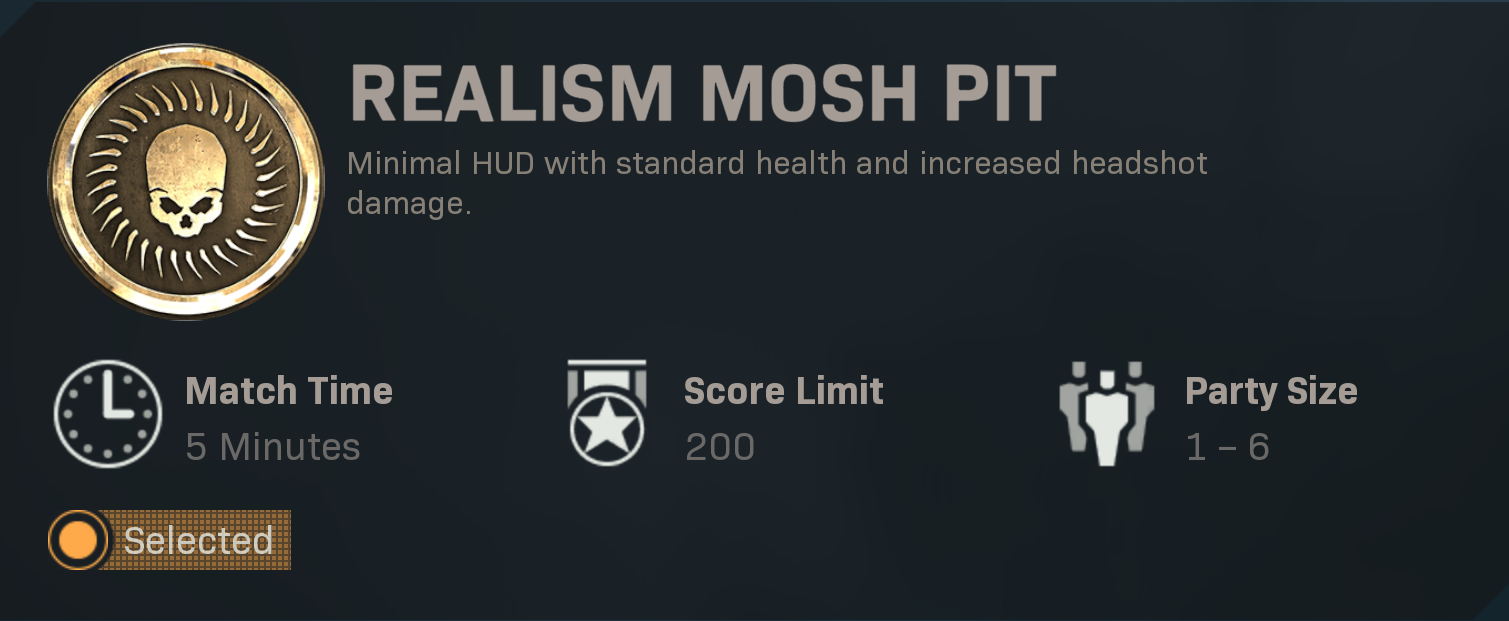 REALISM MOSH PIT
Minimal HUD with standard health and increased headshot
damage.
Match Time
5 Minutes
Score Limit
200
Party Size
1 – 6
Selected